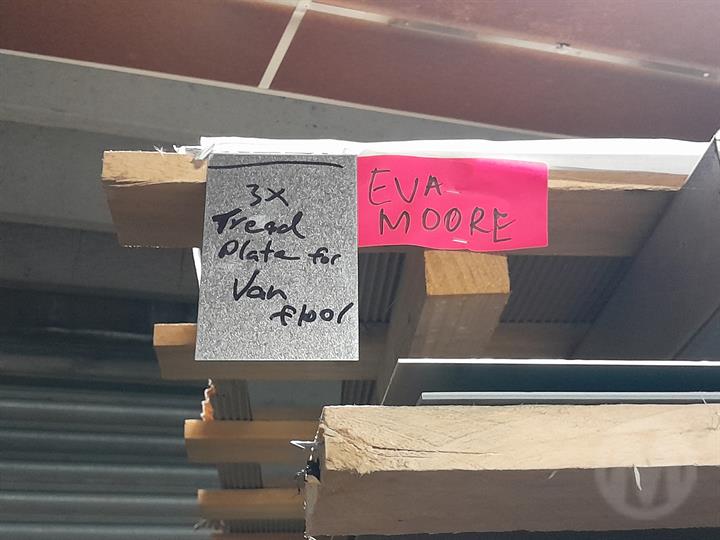 3x
Tread
Plate for
Van
floor
EVA
MOORE
M